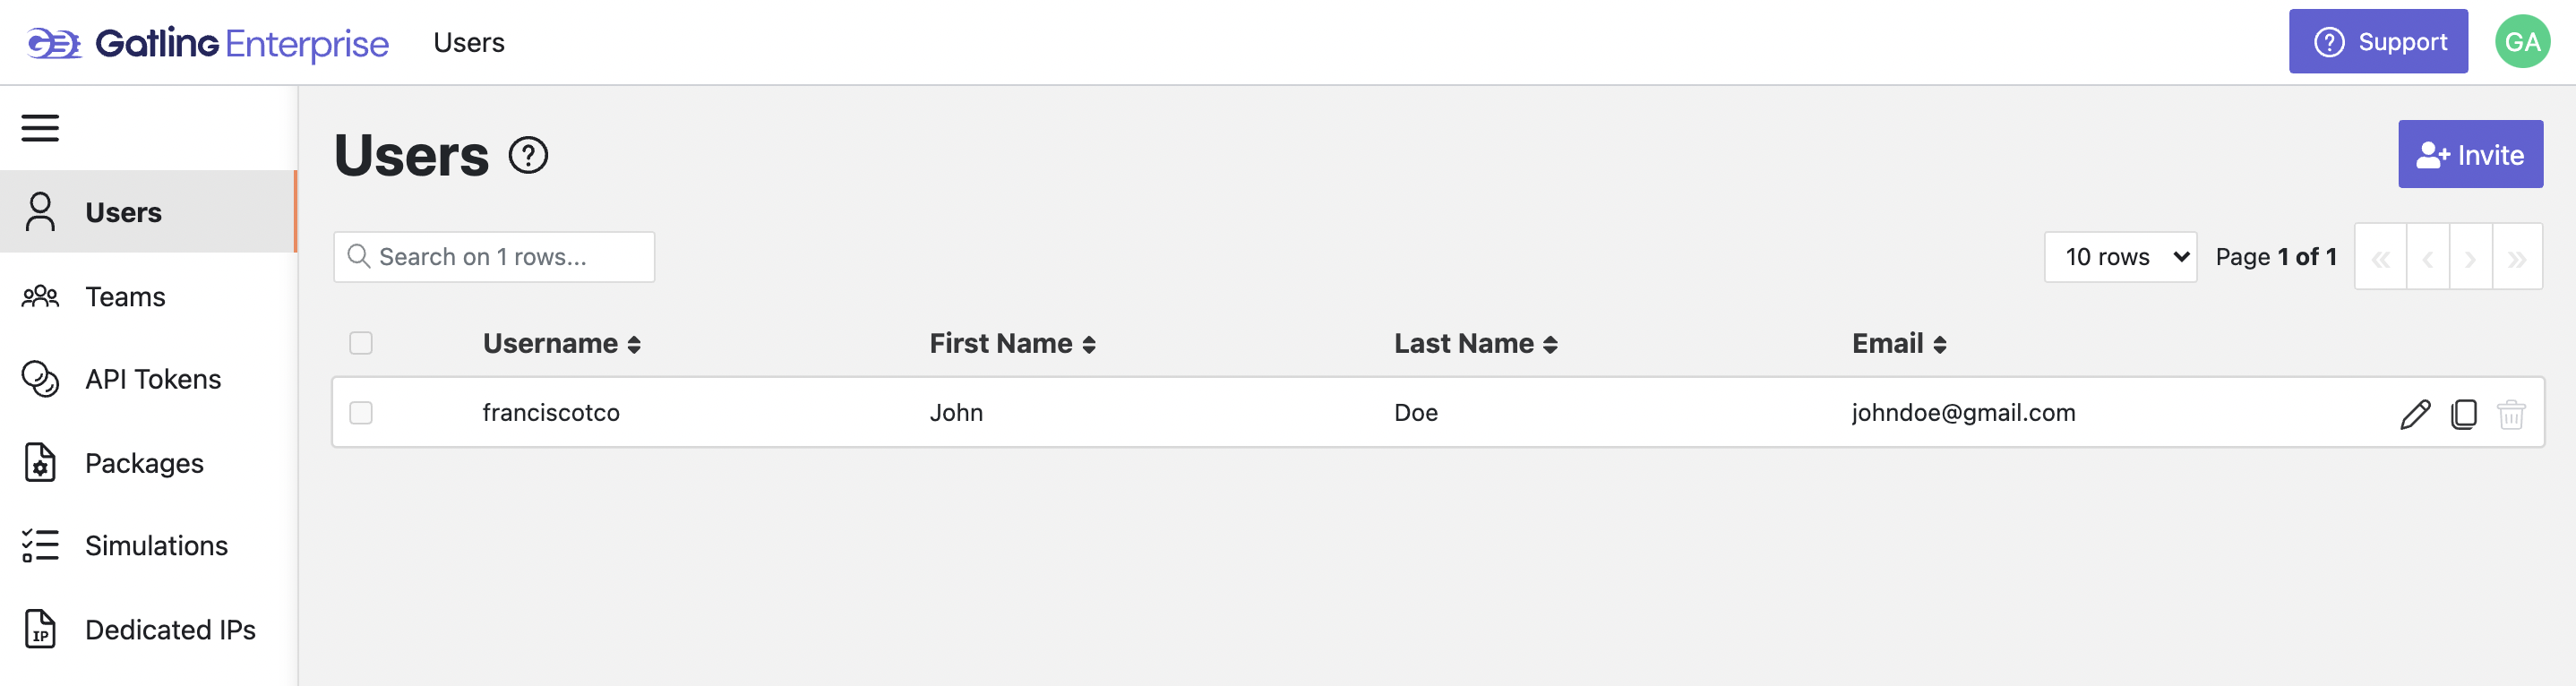 Gatling Enterprise
Users
Support
GA
Users
Teams
API Tokens
Packages
Simulations
Dedicated IPs
IP
Users
Invite
Search on 1 rows...
10 rows
Page 1 of 1
Username First Name Last Name Email
franciscotco John Doe johndoe@gmail.com